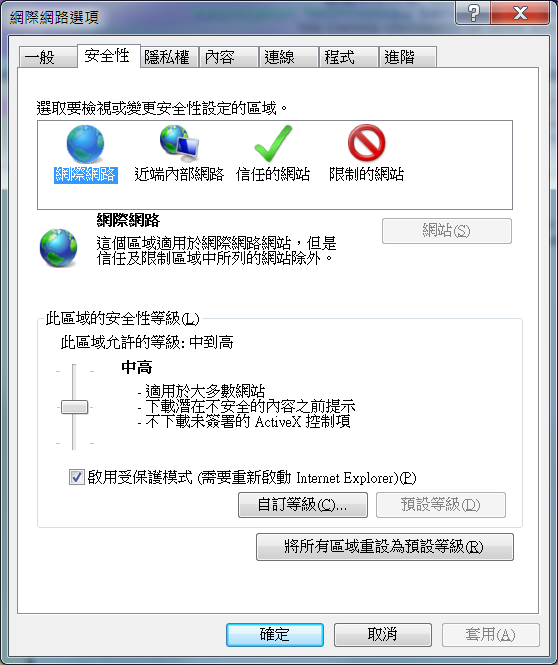 網際網路選項
一般 安全性 隱私權 內容 連線 程式 進階
選取要檢視或變更安全性設定的區域。
網際網路 近端內部網路 信任的網站 限制的網站
網際網路
這個區域適用於網際網路網站，但是
信任及限制區域中所列的網站除外。
網站(S)
此區域的安全性等級(L)
此區域允許的等級: 中到高
中高
- 適用於大多數網站
- 下載潛在不安全的內容之前提示
- 不下載未簽署的 ActiveX 控制項
啟用受保護模式 (需要重新啟動 Internet Explorer)(P)
自訂等級(C)... 預設等級(D)
將所有區域重設為預設等級(R)
確定 取消 套用(A)